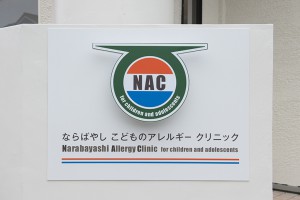 NAC
for children and adolescents
ならばやし こどものアレルギー クリニック
Narabayashi Allergy Clinic for children and adolescents